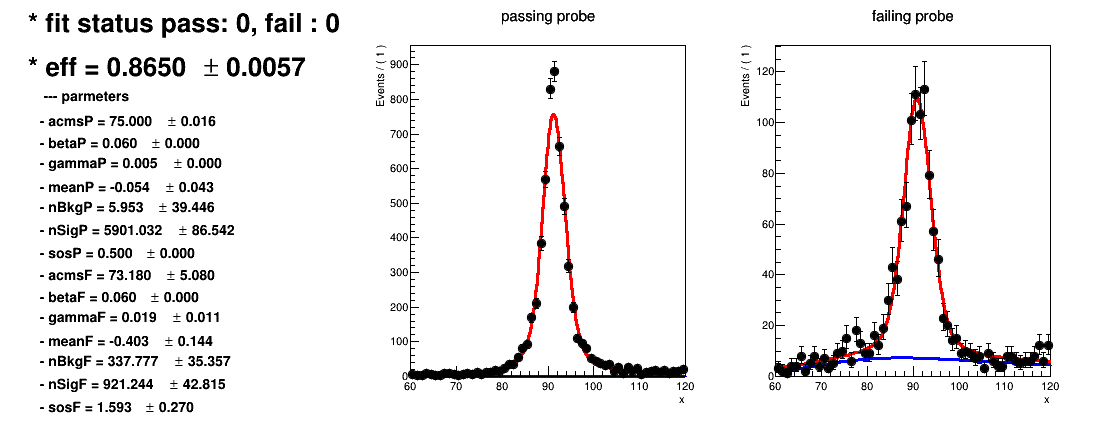 * fit status pass: 0, fail : 0
* eff = 0.8650 ± 0.0057
--- parmeters
- acmsP = 75.000 ± 0.016
- betaP = 0.060 ± 0.000
- gammaP = 0.005 ± 0.000
- meanP = -0.054 ± 0.043
- nBkgP = 5.953 ± 39.446
- nSigP = 5901.032 ± 86.542
- sosP = 0.500 ± 0.000
- acmsF = 73.180 ± 5.080
- betaF = 0.060 ± 0.000
- gammaF = 0.019 ± 0.011
- meanF = -0.403 ± 0.144
- nBkgF = 337.777 ± 35.357
- nSigF = 921.244 ± 42.815
- sosF = 1.593 ± 0.270
passing probe
Events / ( 1 )
900
800
700
600
500
400
300
200
100
0
60 70 80 90 100 110 120
x
failing probe
Events / ( 1 )
120
100
80
60
40
20
0
60 70 80 90 100 110 120
x